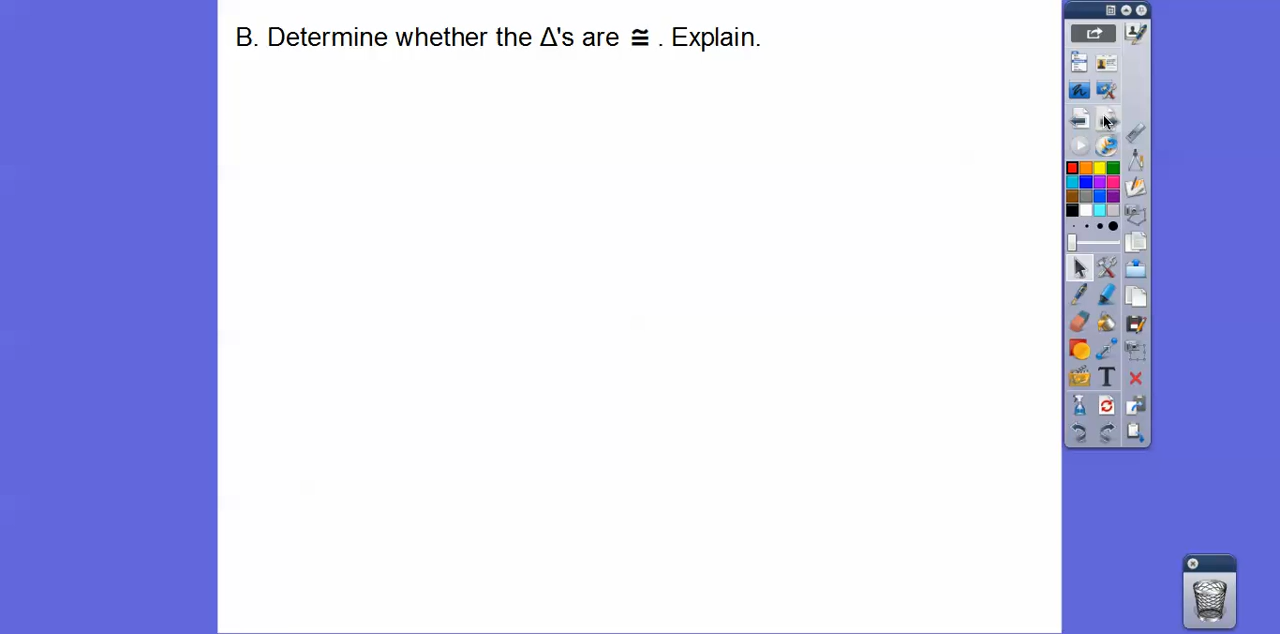 B. Determine whether the Δ's are ≅ . Explain.